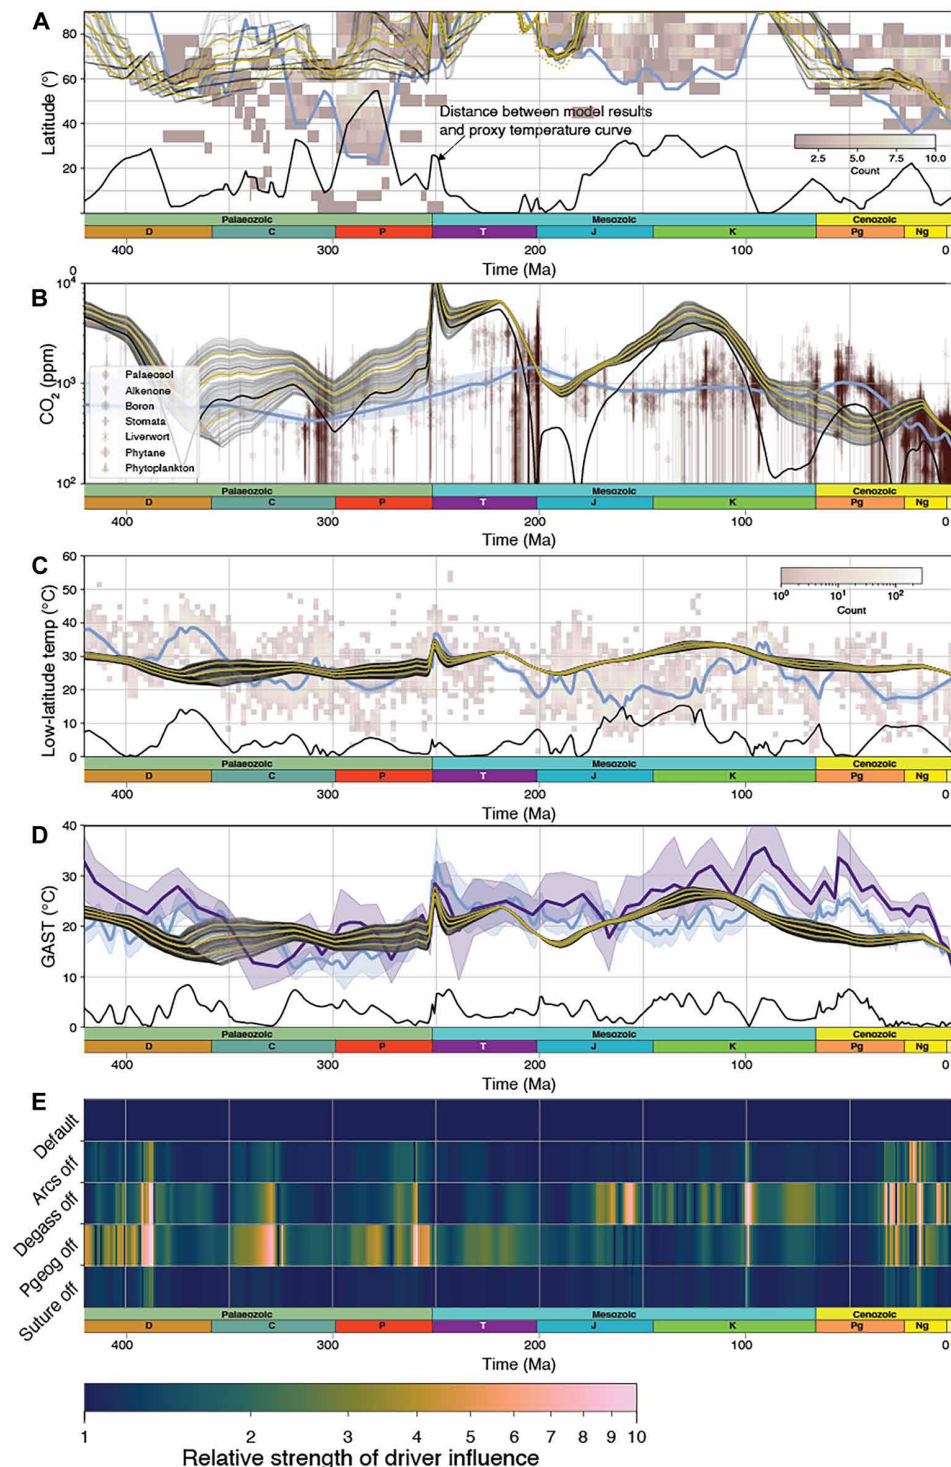 A
Latitude (°)
80
60
40
20
Distance between model results
and proxy temperature curve
2.5 5.0 7.5 10.0
Count
Palaeozoic Mesozoic Cenozoic
D C P T J K Pg Ng
400 300 200 100 0
Time (Ma)
0
B
CO2 (ppm)
10^4
10^3
10^2
Palaeosol
Alkenone
Boron
Stomata
Liverwort
Phytane
Phytoplankton
Palaeozoic Mesozoic Cenozoic
D C P T J K Pg Ng
400 300 200 100 0
Time (Ma)
C
Low-latitude temp (°C)
60
50
40
30
20
10
0
10^0 10^1 10^2
Count
Palaeozoic Mesozoic Cenozoic
D C P T J K Pg Ng
400 300 200 100 0
Time (Ma)
D
GAST (°C)
40
30
20
10
0
Palaeozoic Mesozoic Cenozoic
D C P T J K Pg Ng
400 300 200 100 0
Time (Ma)
E
Default
Arcs off
Degass off
Pgeog off
Suture off
Palaeozoic Mesozoic Cenozoic
D C P T J K Pg Ng
400 300 200 100 0
Time (Ma)
1 2 3 4 5 6 7 8 9 10
Relative strength of driver influence